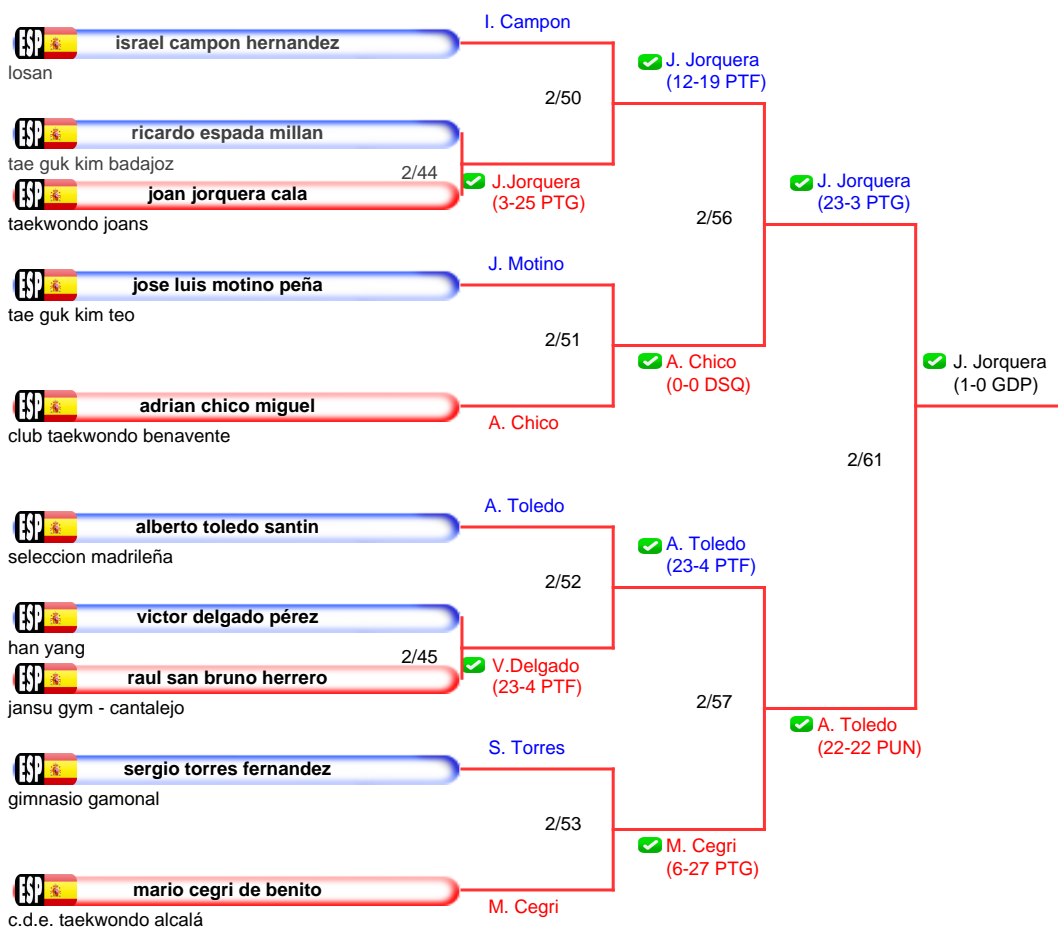 I. Campon
ESP israel campon hernandez
losan
J. Jorquera
(12-19 PTF)
2/50
ESP ricardo espada millan
tae guk kim badajoz
2/44
J.Jorquera
(3-25 PTG)
ESP joan jorquera cala
taekwondo joans
J. Jorquera
(23-3 PTG)
2/56
J. Motino
ESP jose luis motino peña
tae guk kim teo
2/51
A. Chico
(0-0 DSQ)
J. Jorquera
(1-0 GDP)
ESP adrian chico miguel
A. Chico
club taekwondo benavente
2/61
A. Toledo
ESP alberto toledo santin
seleccion madrileña
A. Toledo
(23-4 PTF)
2/52
ESP victor delgado pérez
han yang
2/45
V.Delgado
(23-4 PTF)
ESP raul san bruno herrero
jansu gym - cantalejo
2/57
A. Toledo
(22-22 PUN)
S. Torres
ESP sergio torres fernandez
gimnasio gamonal
2/53
M. Cegri
(6-27 PTG)
ESP mario cegri de benito
M. Cegri
c.d.e. taekwondo alcalá